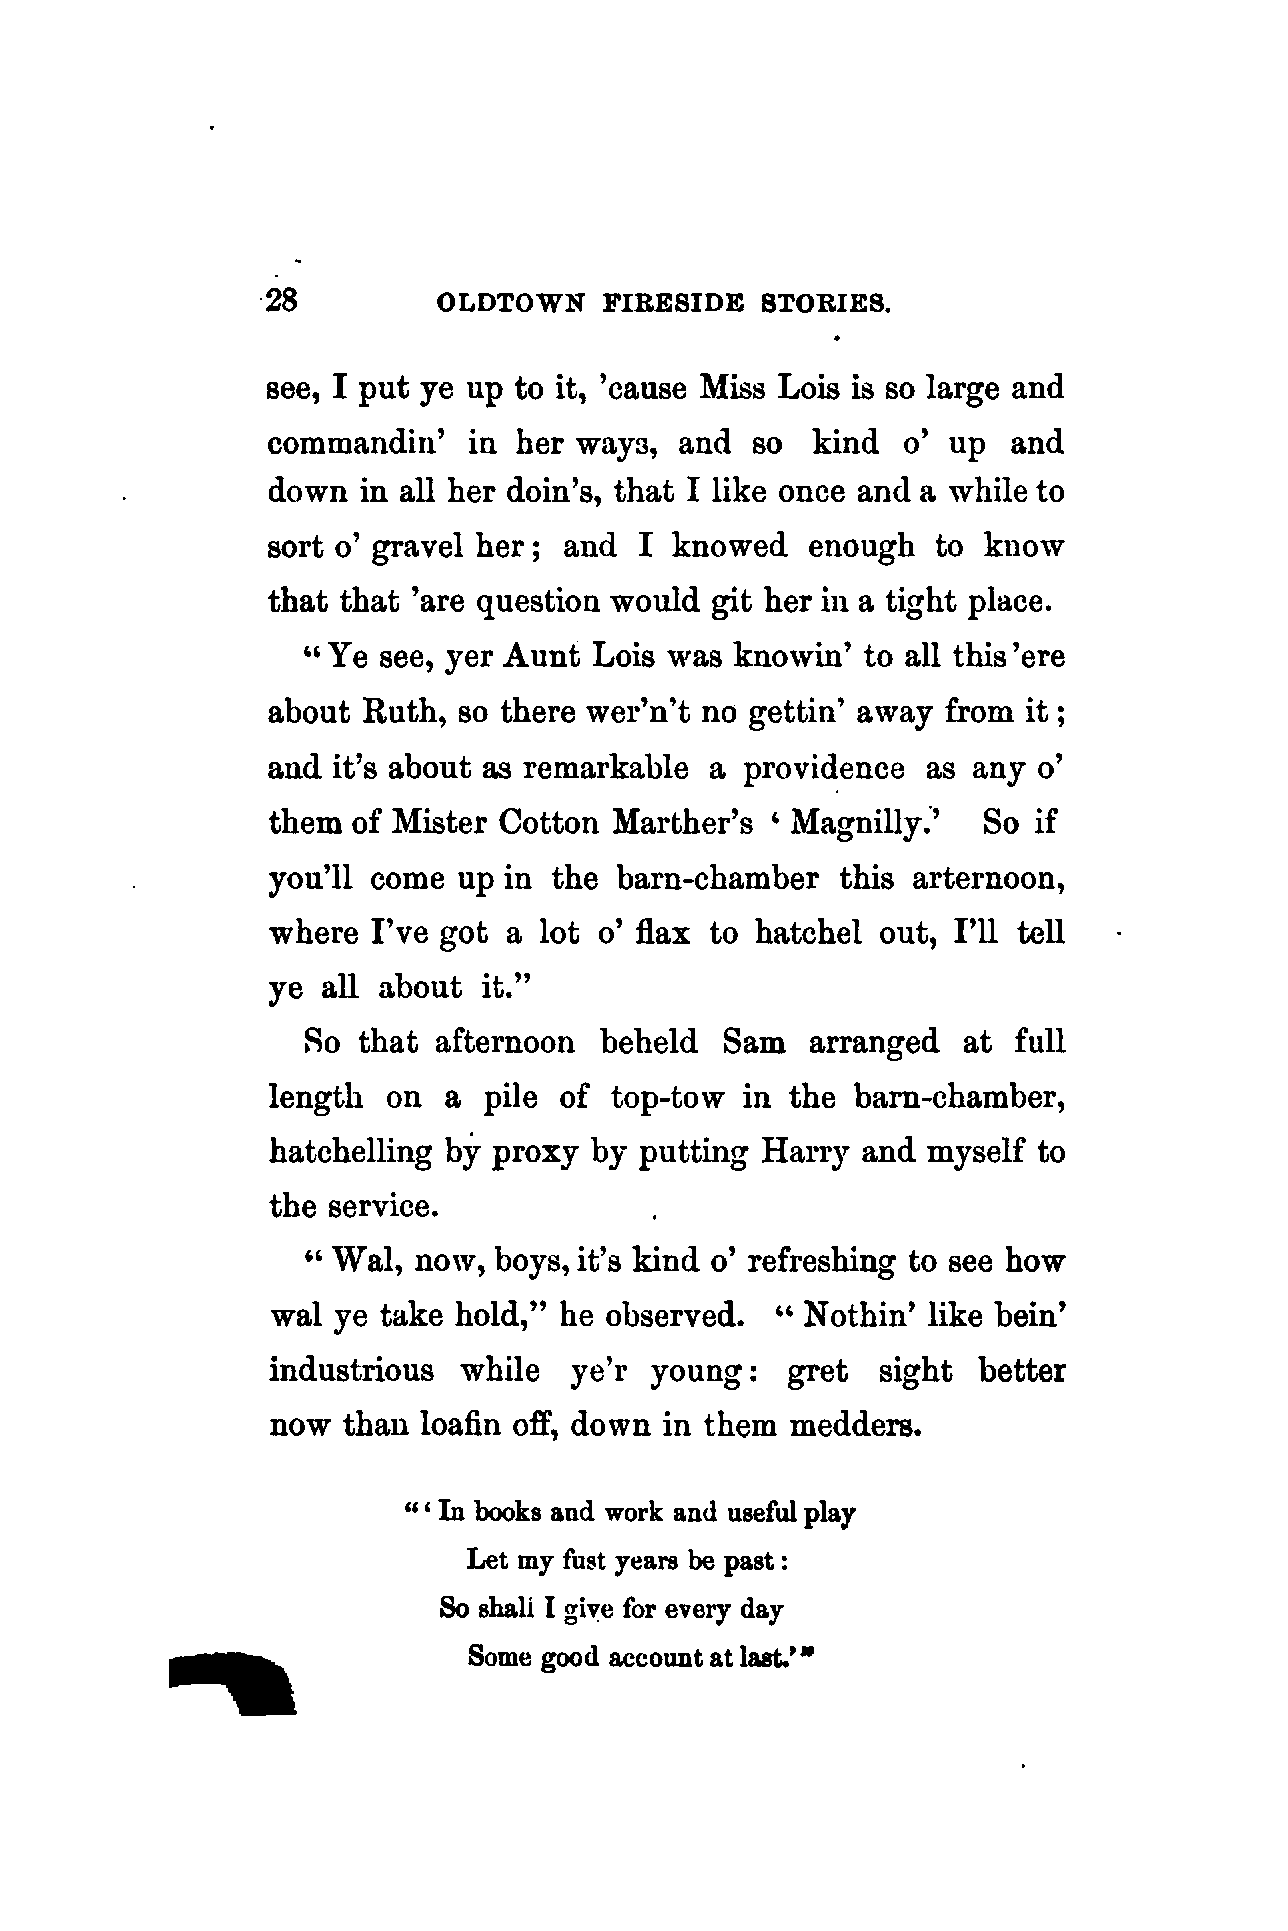 28 OLDTOWN FIRESIDE STORIES.
see, I put ye up to it, ’cause Miss Lois is so large and
commandin’ in her ways, and so kind o’ up and
down in all her doin’s, that I like once and a while to
sort o’ gravel her; and I knowed enough to know
that that ’are question would git her in a tight place.
“Ye see, yer Aunt Lois was knowin’ to all this ’ere
about Ruth, so there wer’n’t no gettin’ away from it;
and it’s about as remarkable a providence as any o’
them of Mister Cotton Marther’s ‘Magnilly.’ So if
you’ll come up in the barn-chamber this arternoon,
where I’ve got a lot o’ flax to hatchel out, I’ll tell
ye all about it.”
So that afternoon beheld Sam arranged at full
length on a pile of top-tow in the barn-chamber,
hatchelling by proxy by putting Harry and myself to
the service.
“Wal, now, boys, it’s kind o’ refreshing to see how
wal ye take hold,” he observed. “Nothin’ like bein’
industrious while ye’r young: gret sight better
now than loafin off, down in them medders.
“‘In books and work and useful play
Let my fust years be past:
So shall I give for every day
Some good account at last.’”